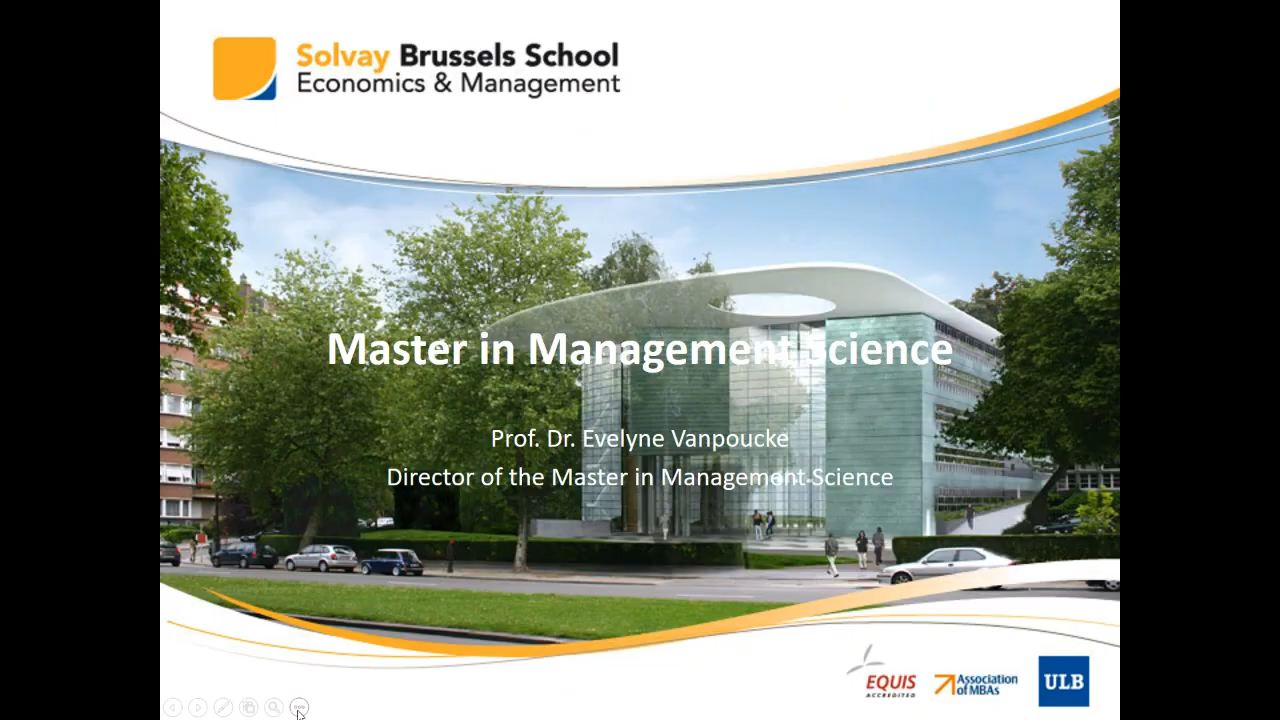 Solvay Brussels School
Economics & Management
Master in Management Science
Prof. Dr. Evelyne Vanpoucke
Director of the Master in Management Science
EQUIS
ACCREDITED
Association
of MBAs
ULB